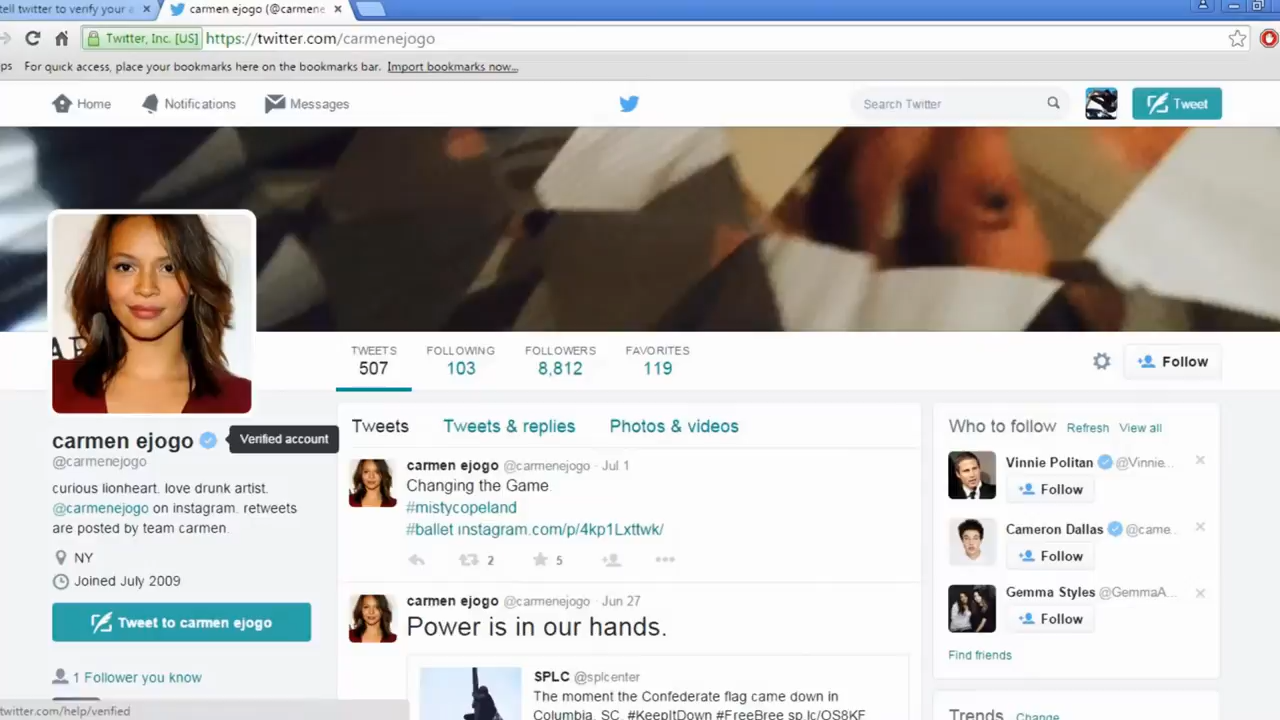 tell twitter to verify your
carmen ejogo (@carmene
Twitter, Inc. [US] https://twitter.com/carmenejogo
ps For quick access, place your bookmarks here on the bookmarks bar. Import bookmarks now...
Home Notifications Messages Search Twitter Tweet
TWEETS FOLLOWING FOLLOWERS FAVORITES
507 103 8,812 119
Follow
carmen ejogo
Verified account
@carmenejogo
curious lionheart. love drunk artist.
@carmenejogo on instagram. retweets
are posted by team carmen.
NY
Joined July 2009
Tweet to carmen ejogo
1 Follower you know
twitter.com/help/verified
Tweets Tweets & replies Photos & videos
carmen ejogo @carmenejogo · Jul 1
Changing the Game.
#mistycopeland
#ballet instagram.com/p/4kp1Lxttwk/
2 5
carmen ejogo @carmenejogo · Jun 27
Power is in our hands.
SPLC @splcenter
The moment the Confederate flag came down in
Columbia, SC. #KeepItDown #FreeBree sp.lc/OS8KF
Who to follow Refresh View all
Vinnie Politan @Vinnie...
Follow
Cameron Dallas @came...
Follow
Gemma Styles @GemmaA...
Follow
Find friends
Trends Change